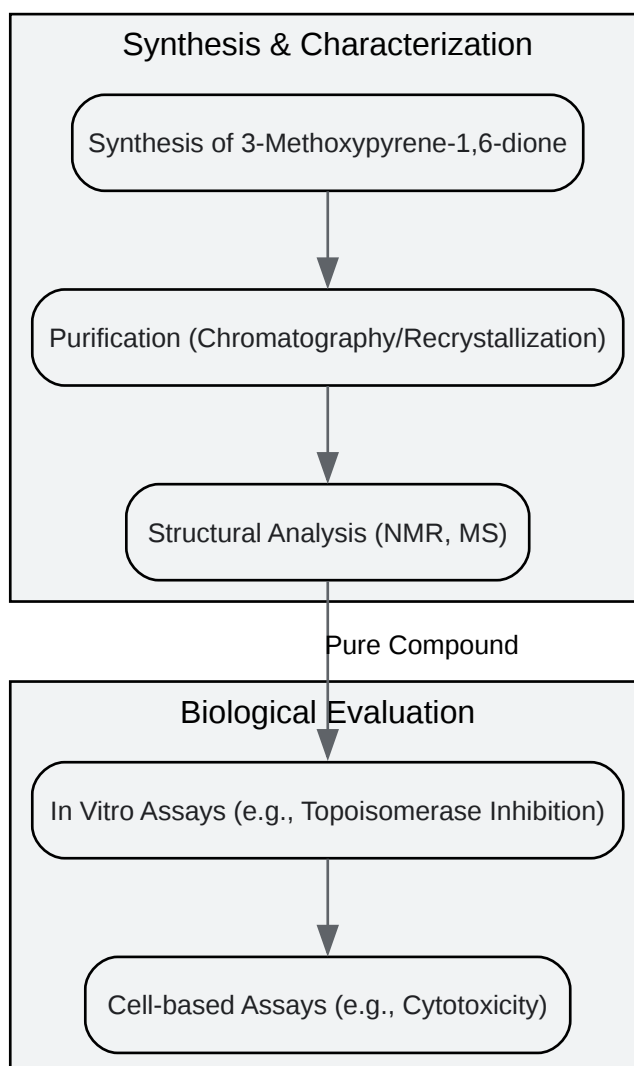 Synthesis & Characterization
Synthesis of 3-Methoxypyrene-1,6-dione
Purification (Chromatography/Recrystallization)
Structural Analysis (NMR, MS)
Pure Compound
Biological Evaluation
In Vitro Assays (e.g., Topoisomerase Inhibition)
Cell-based Assays (e.g., Cytotoxicity)